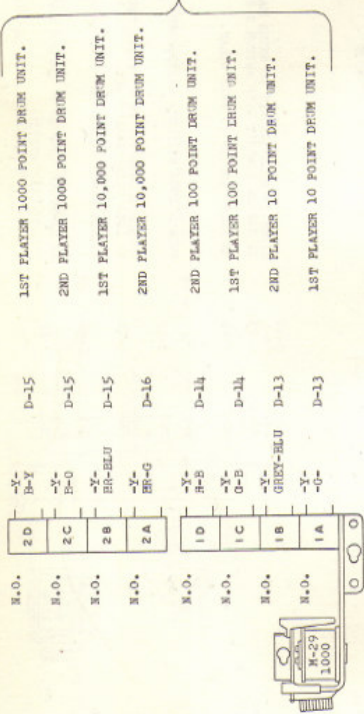 N.O. 2D -Y- B-Y D-15 1ST PLAYER 1000 POINT DRUM UNIT.
N.O. 2C -Y- B-O D-15 2ND PLAYER 1000 POINT DRUM UNIT.
N.O. 2B -Y- BR-BLU D-15 1ST PLAYER 10,000 POINT DRUM UNIT.
N.O. 2A -Y- BR-G D-16 2ND PLAYER 10,000 POINT DRUM UNIT.
N.O. 1D -Y- D-14 2ND PLAYER 100 POINT DRUM UNIT.
N.O. 1C -Y- D-14 1ST PLAYER 100 POINT DRUM UNIT.
N.O. 1B -Y- GREY-BLU D-13 2ND PLAYER 10 POINT DRUM UNIT.
N.O. 1A -Y- D-13 1ST PLAYER 10 POINT DRUM UNIT.
M-29
1000